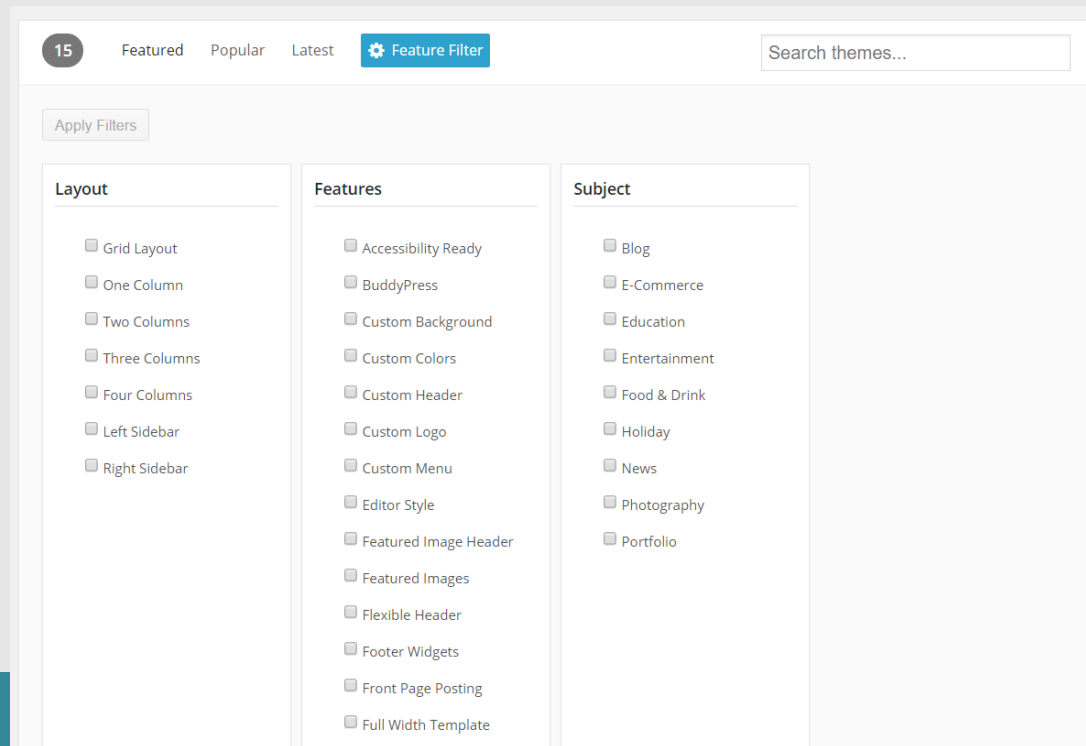 15 Featured Popular Latest Feature Filter Search themes...
Apply Filters
Layout
Grid Layout
One Column
Two Columns
Three Columns
Four Columns
Left Sidebar
Right Sidebar
Features
Accessibility Ready
BuddyPress
Custom Background
Custom Colors
Custom Header
Custom Logo
Custom Menu
Editor Style
Featured Image Header
Featured Images
Flexible Header
Footer Widgets
Front Page Posting
Full Width Template
Subject
Blog
E-Commerce
Education
Entertainment
Food & Drink
Holiday
News
Photography
Portfolio